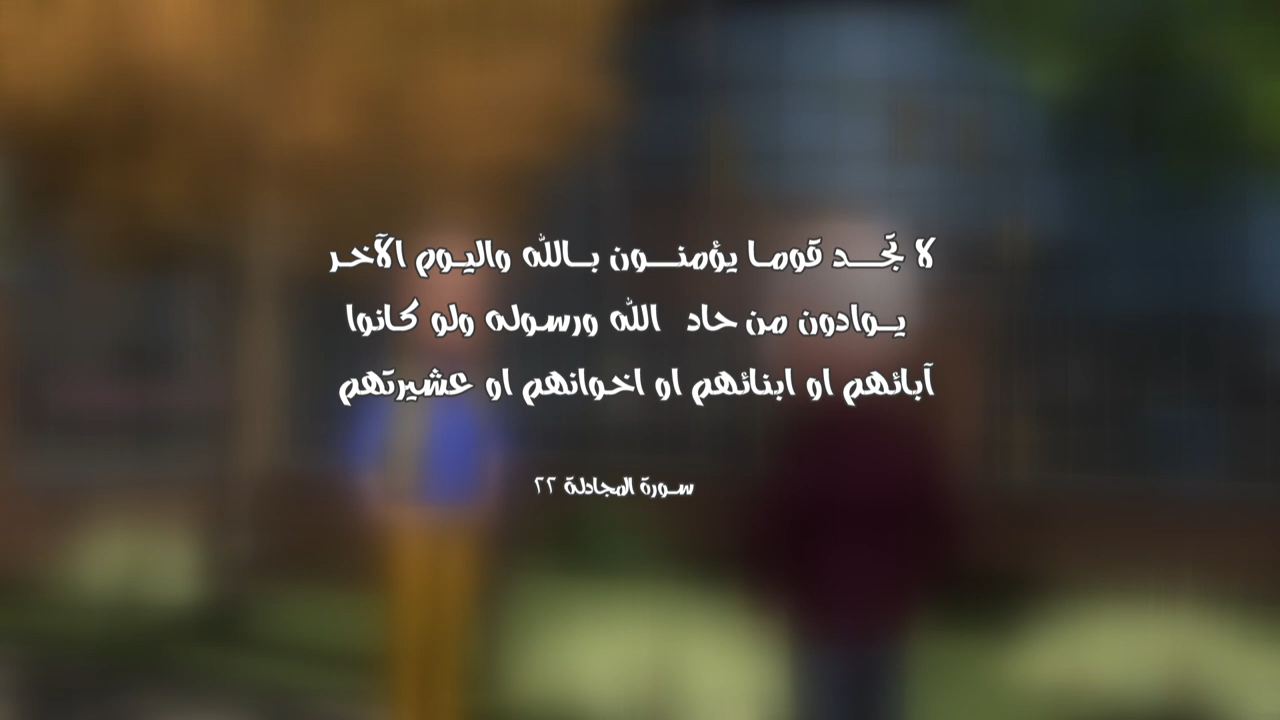 لا تجد قوما يؤمنون بالله واليوم الآخر
يوادون من حاد الله ورسوله ولو كانوا
آبائهم او ابنائهم او اخوانهم او عشيرتهم
سورة المجادلة ٢٢